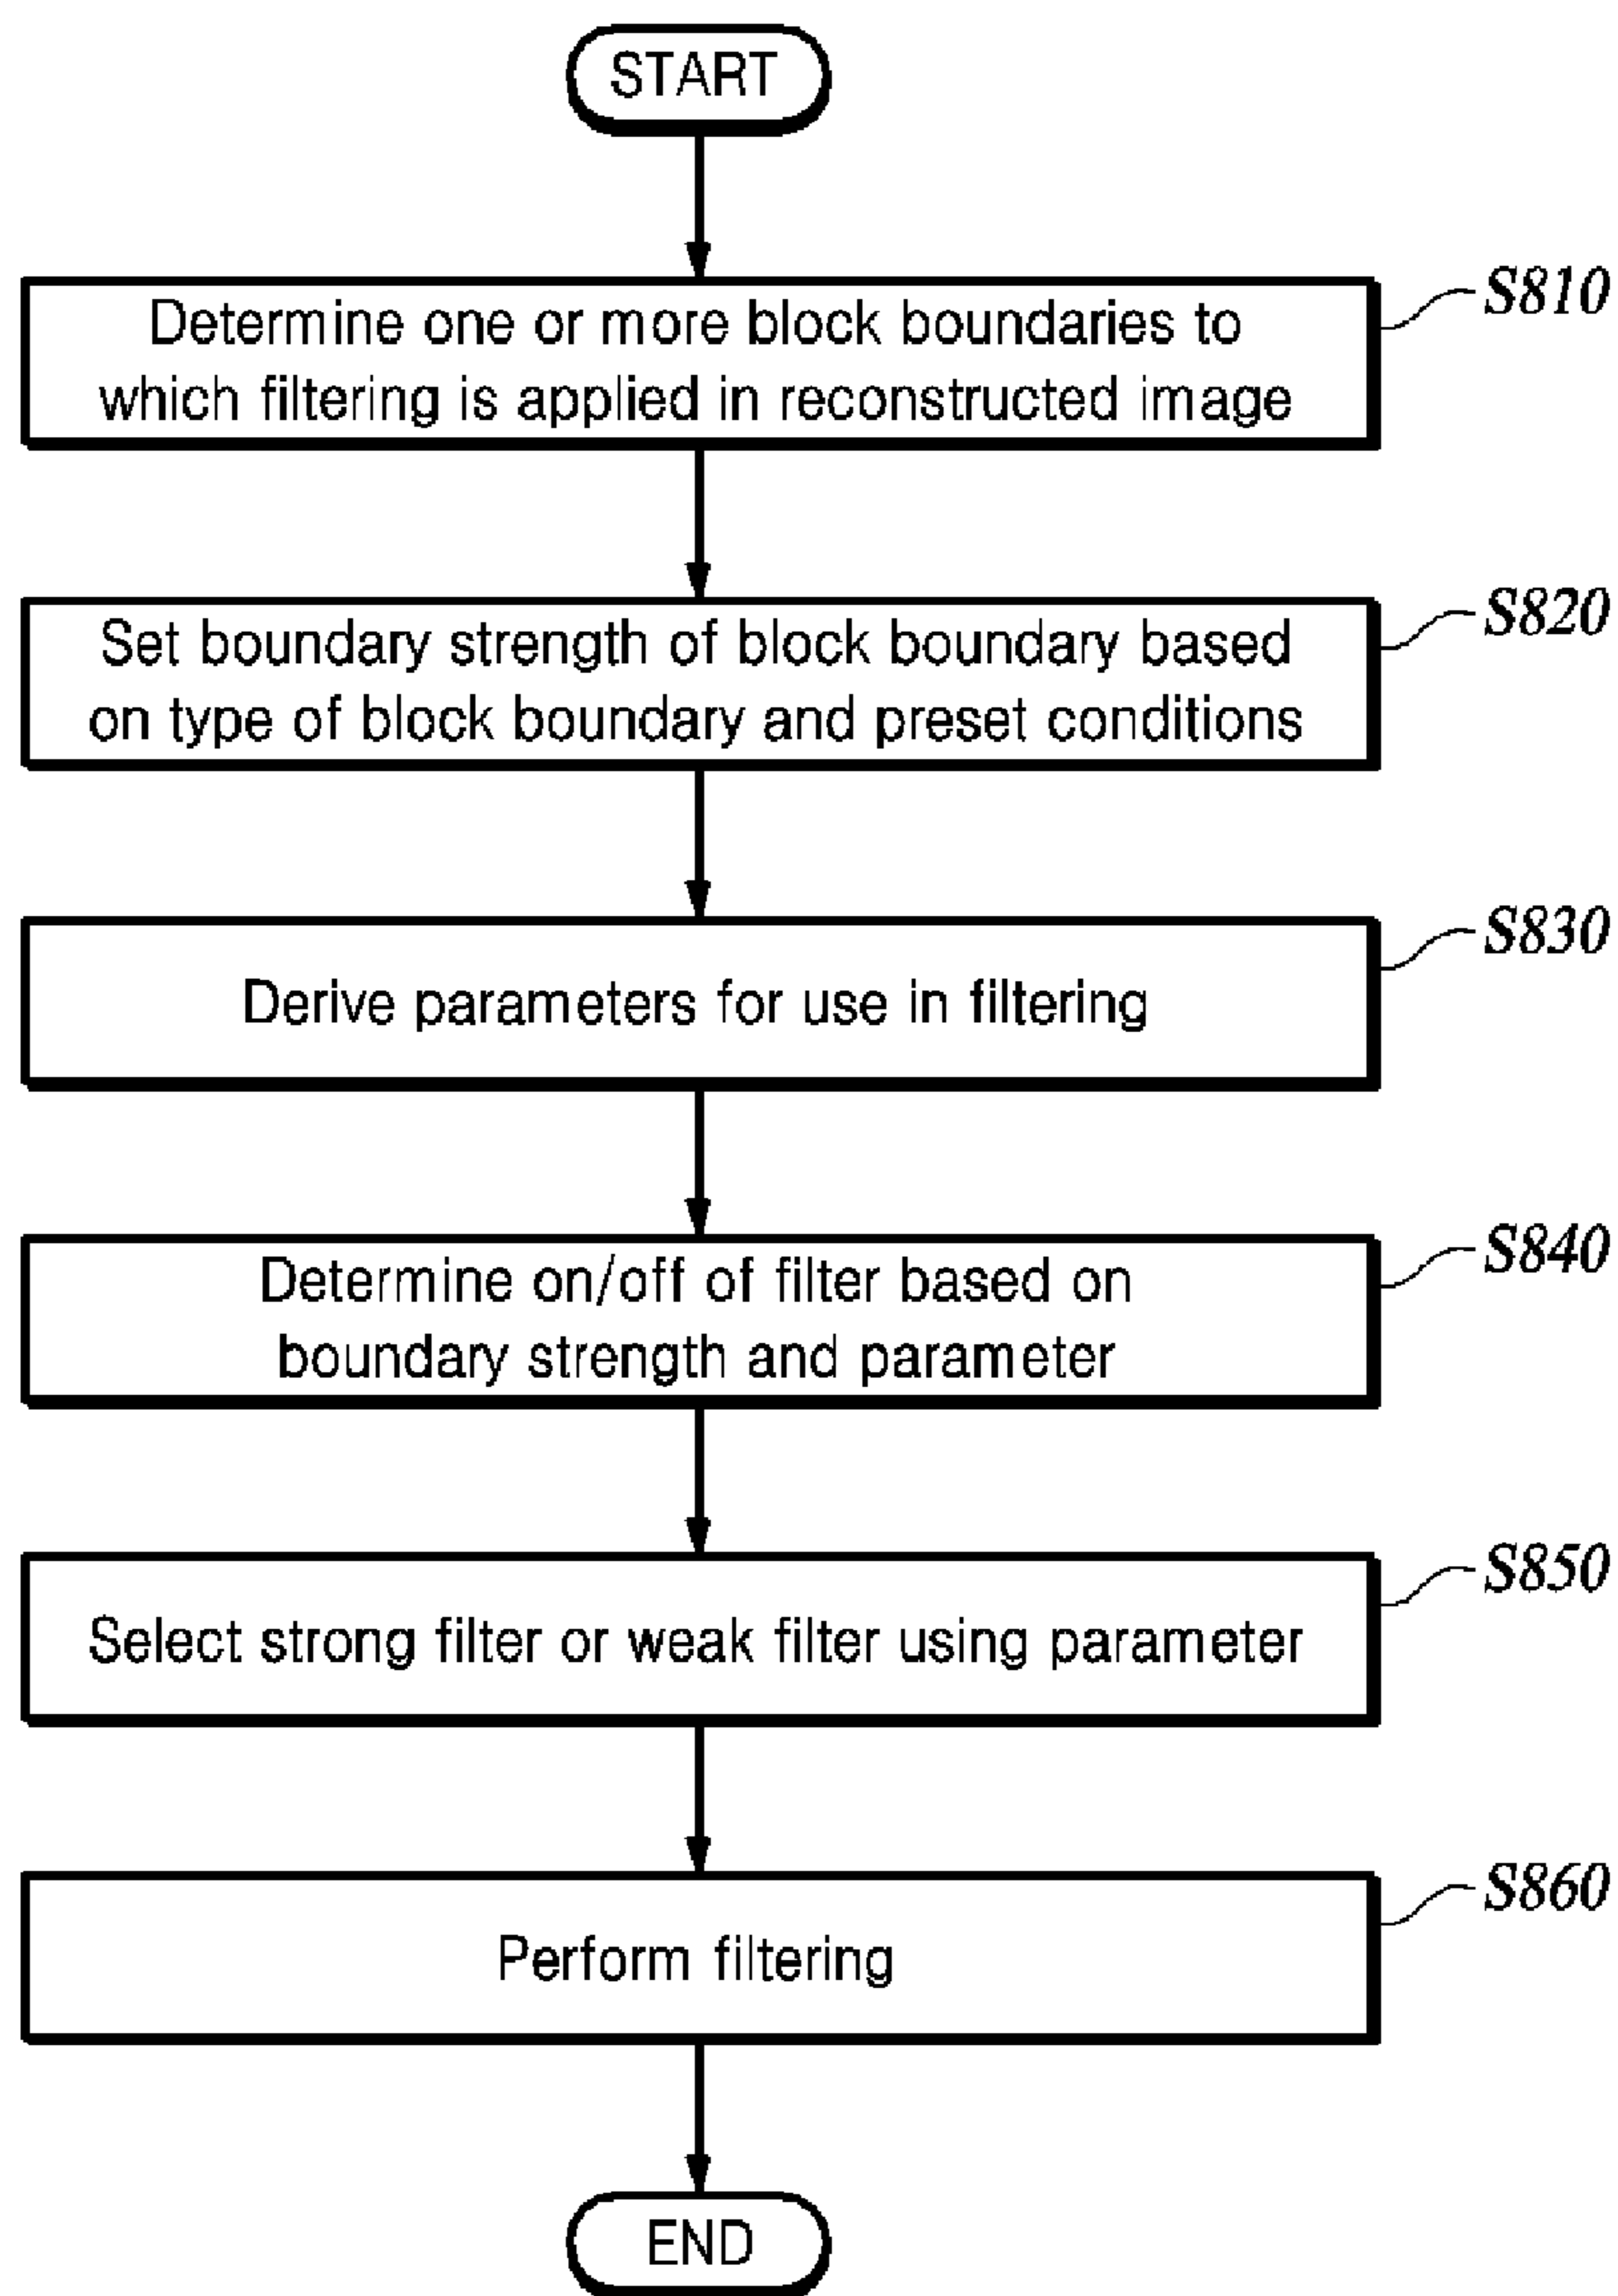 START
Determine one or more block boundaries to
which filtering is applied in reconstructed image
S810
Set boundary strength of block boundary based
on type of block boundary and preset conditions
S820
Derive parameters for use in filtering
S830
Determine on/off of filter based on
boundary strength and parameter
S840
Select strong filter or weak filter using parameter
S850
Perform filtering
S860
END